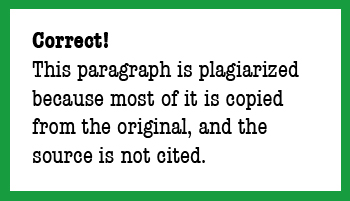 Correct!
This paragraph is plagiarized
because most of it is copied
from the original, and the
source is not cited.